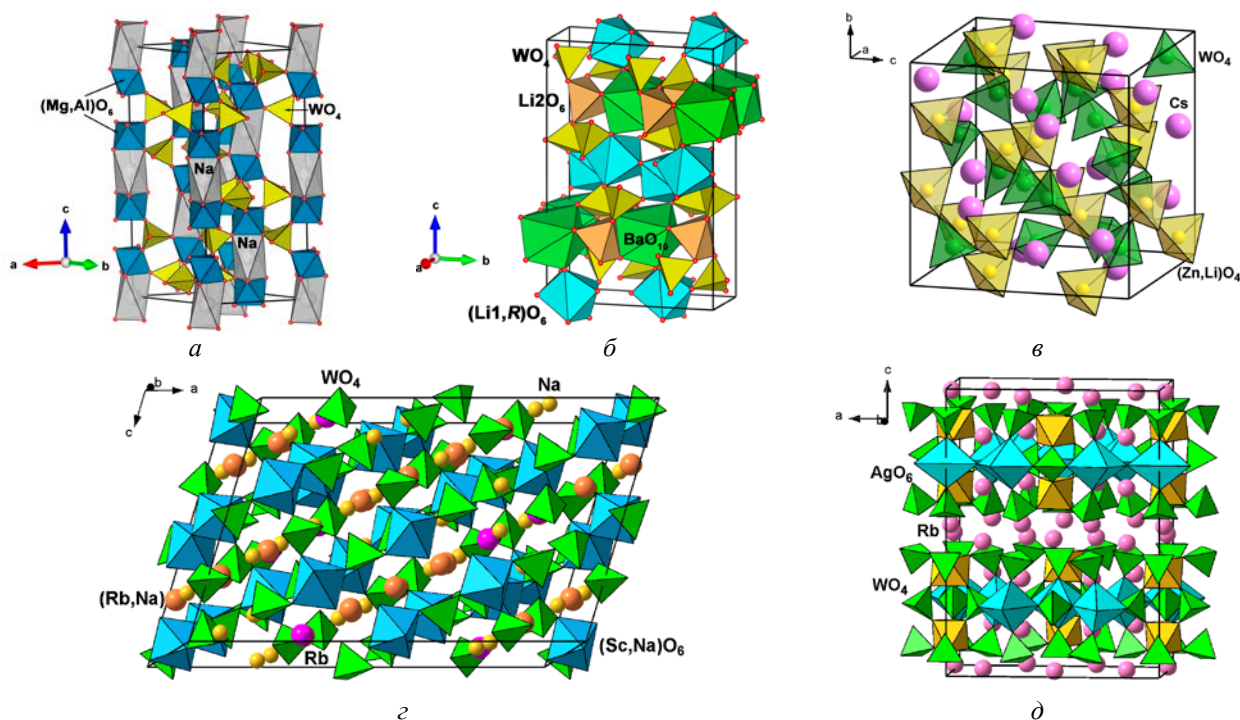 c
a
b
(Mg,Al)O6
WO4
Na
Na
а
c
a
b
WO4
Li2O6
BaO10
(Li1,R)O6
б
b
a
c
WO4
Cs
(Zn,Li)O4
в
b
a
c
WO4
Na
(Rb,Na)
Rb
(Sc,Na)O6
г
c
a
b
AgO6
Rb
WO4
д